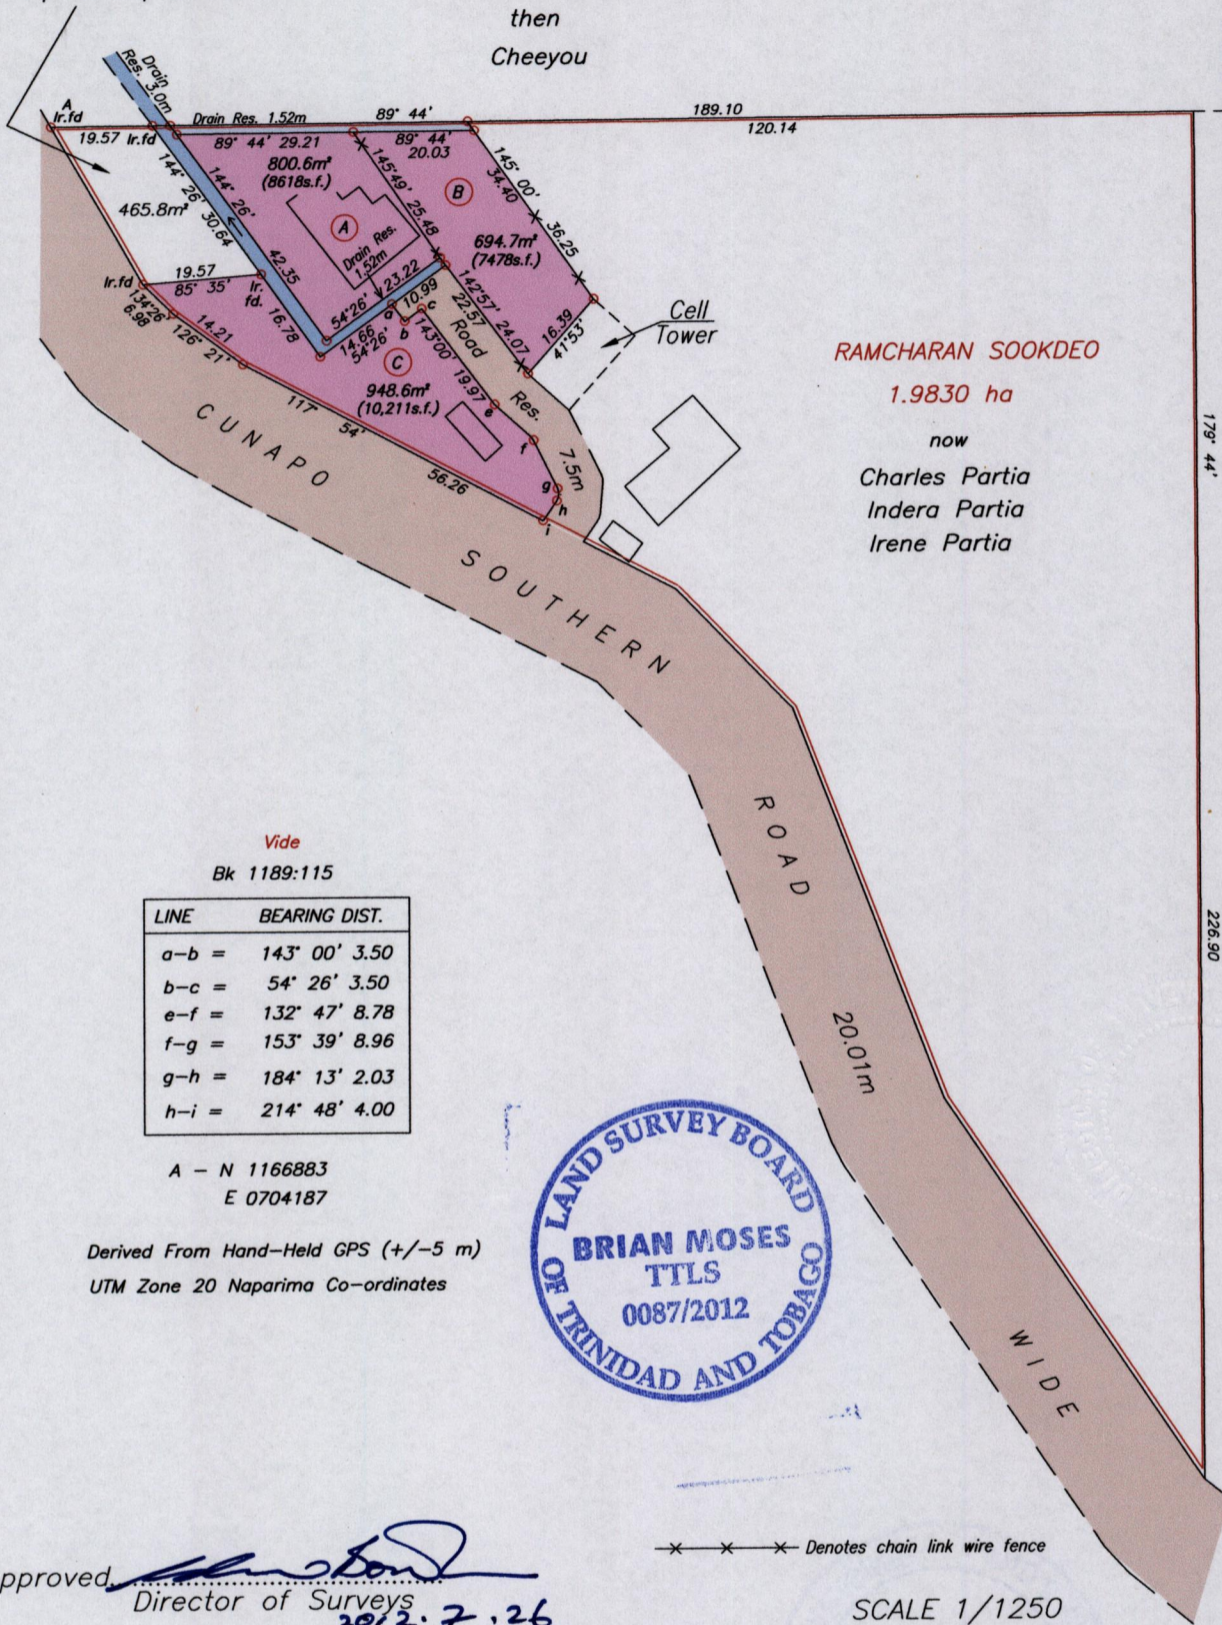 then
Cheeyou
Drain
Res. 3.0m
A
Ir.fd
19.57
Ir.fd
Drain Res. 1.52m
89° 44'
189.10
120.14
89° 44' 29.21
89° 44'
20.03
800.6m²
(8618s.f.)
465.8m²
144° 26' 30.64
144° 26'
42.35
145°49' 25.48
145° 00'
34.40
36.25
A
B
694.7m²
(7478s.f.)
Drain Res.
1.52m
Ir.fd
19.57
85° 35'
Ir.
fd.
134°26'
6.98
126° 21'
14.21
16.78
54°26' 23.22
14.66
54°26'
10.99
a
b
c
142°57'
22.57
24.07
16.39
41°53'
Road
Res.
7.5m
Cell
Tower
143°00'
19.97
C
948.6m²
(10,211s.f.)
e
f
g
h
i
117°
54'
56.26
RAMCHARAN SOOKDEO
1.9830 ha
now
Charles Partia
Indera Partia
Irene Partia
179° 44'
226.90
CUNAPO
SOUTHERN
ROAD
20.01m
WIDE
Vide
Bk 1189:115
LINE BEARING DIST.
a-b = 143° 00' 3.50
b-c = 54° 26' 3.50
e-f = 132° 47' 8.78
f-g = 153° 39' 8.96
g-h = 184° 13' 2.03
h-i = 214° 48' 4.00
A - N 1166883
E 0704187
Derived From Hand-Held GPS (+/-5 m)
UTM Zone 20 Naparima Co-ordinates
LAND SURVEY BOARD
OF TRINIDAD AND TOBAGO
BRIAN MOSES
TTLS
0087/2012
Denotes chain link wire fence
pproved
Director of Surveys
2012.7.26
SCALE 1/1250